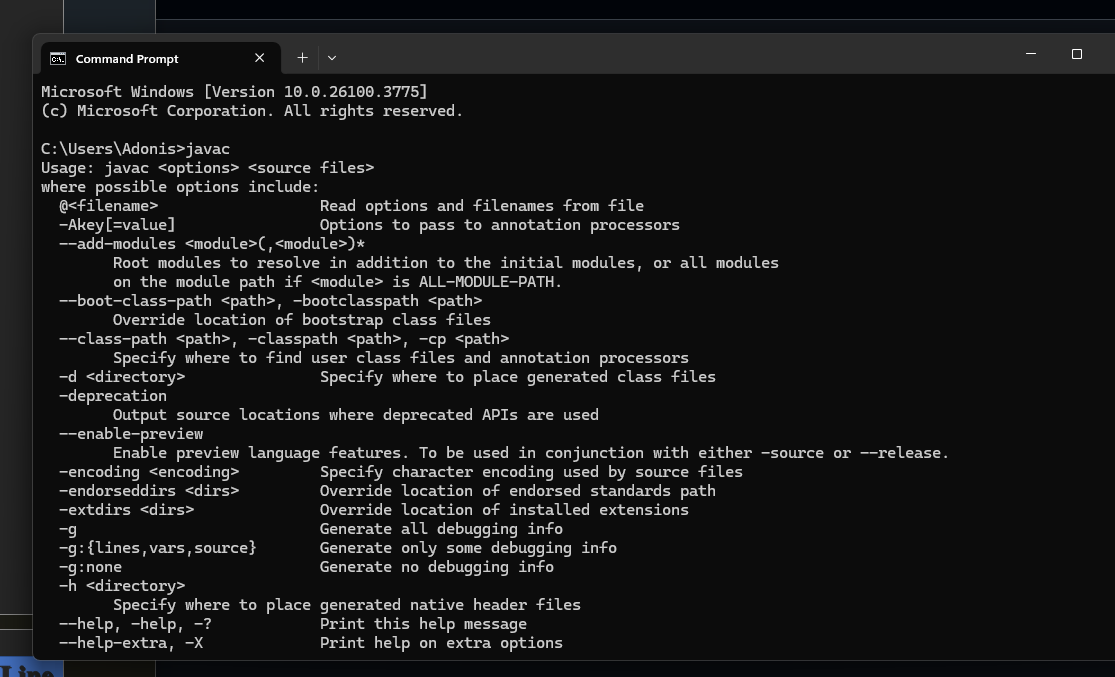 Command Prompt
Microsoft Windows [Version 10.0.26100.3775]
(c) Microsoft Corporation. All rights reserved.
C:\Users\Adonis>javac
Usage: javac <options> <source files>
where possible options include:
  @<filename>                  Read options and filenames from file
  -Akey[=value]                Options to pass to annotation processors
  --add-modules <module>(,<module>)*
        Root modules to resolve in addition to the initial modules, or all modules
        on the module path if <module> is ALL-MODULE-PATH.
  --boot-class-path <path>, -bootclasspath <path>
        Override location of bootstrap class files
  --class-path <path>, -classpath <path>, -cp <path>
        Specify where to find user class files and annotation processors
  -d <directory>               Specify where to place generated class files
  -deprecation
        Output source locations where deprecated APIs are used
  --enable-preview
        Enable preview language features. To be used in conjunction with either -source or --release.
  -encoding <encoding>         Specify character encoding used by source files
  -endorseddirs <dirs>         Override location of endorsed standards path
  -extdirs <dirs>              Override location of installed extensions
  -g                           Generate all debugging info
  -g:{lines,vars,source}       Generate only some debugging info
  -g:none                      Generate no debugging info
  -h <directory>
        Specify where to place generated native header files
  --help, -help, -?            Print this help message
  --help-extra, -X             Print help on extra options
Line